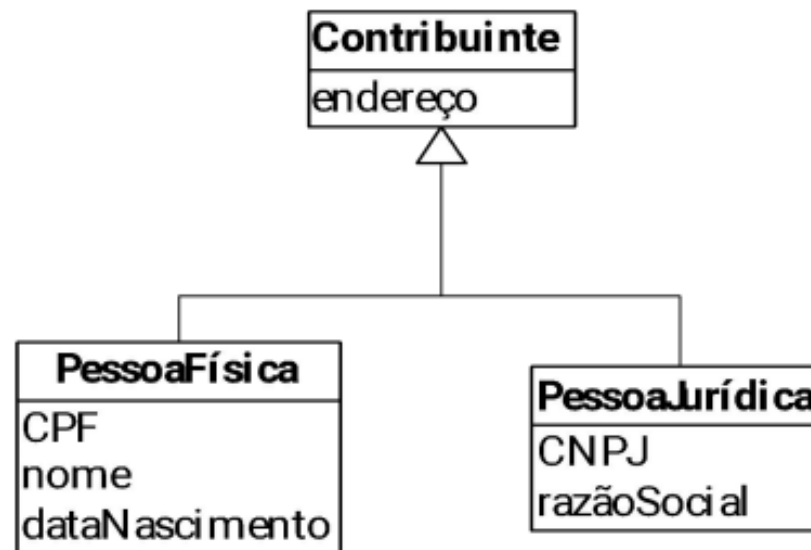 Contribuinte
endereço
PessoaFísica
CPF
nome
dataNascimento
PessoaJurídica
CNPJ
razãoSocial